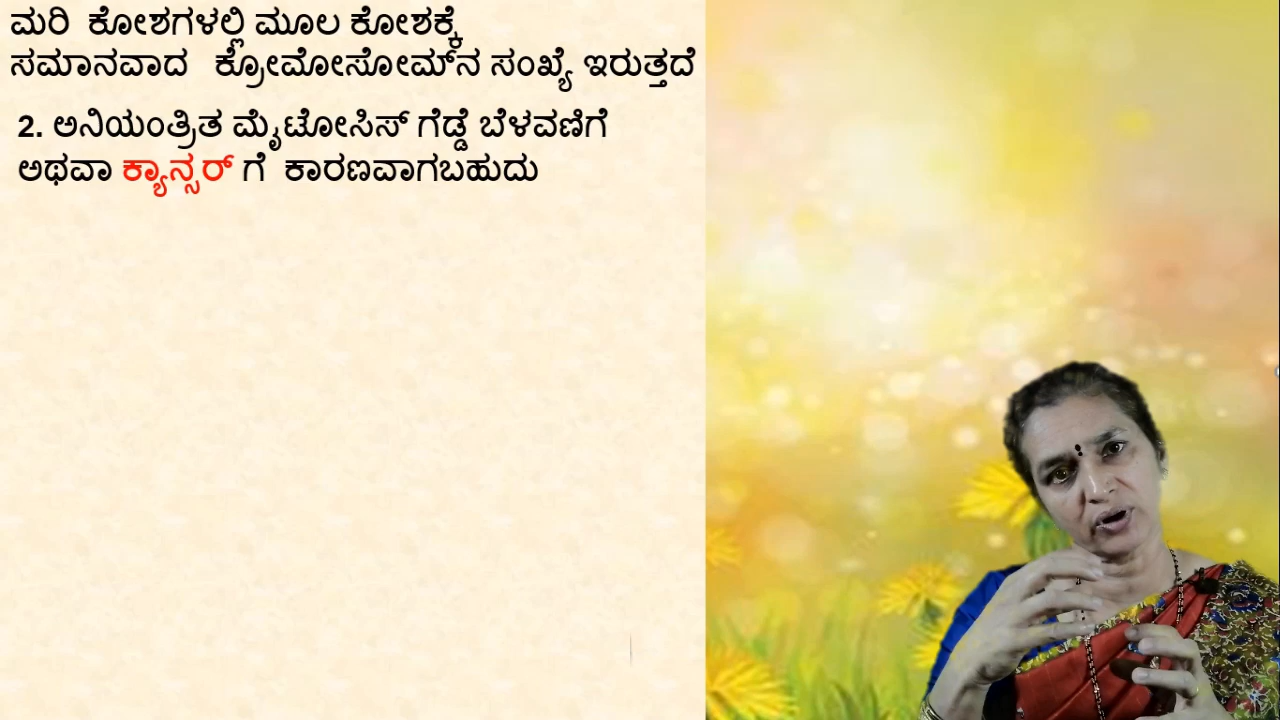 ಮರಿ ಕೋಶಗಳಲ್ಲಿ ಮೂಲ ಕೋಶಕ್ಕೆ
ಸಮಾನವಾದ ಕ್ರೋಮೋಸೋಮ್‌ನ ಸಂಖ್ಯೆ ಇರುತ್ತದೆ
2. ಅನಿಯಂತ್ರಿತ ಮೈಟೋಸಿಸ್ ಗೆಡ್ಡೆ ಬೆಳವಣಿಗೆ
ಅಥವಾ ಕ್ಯಾನ್ಸರ್ ಗೆ ಕಾರಣವಾಗಬಹುದು